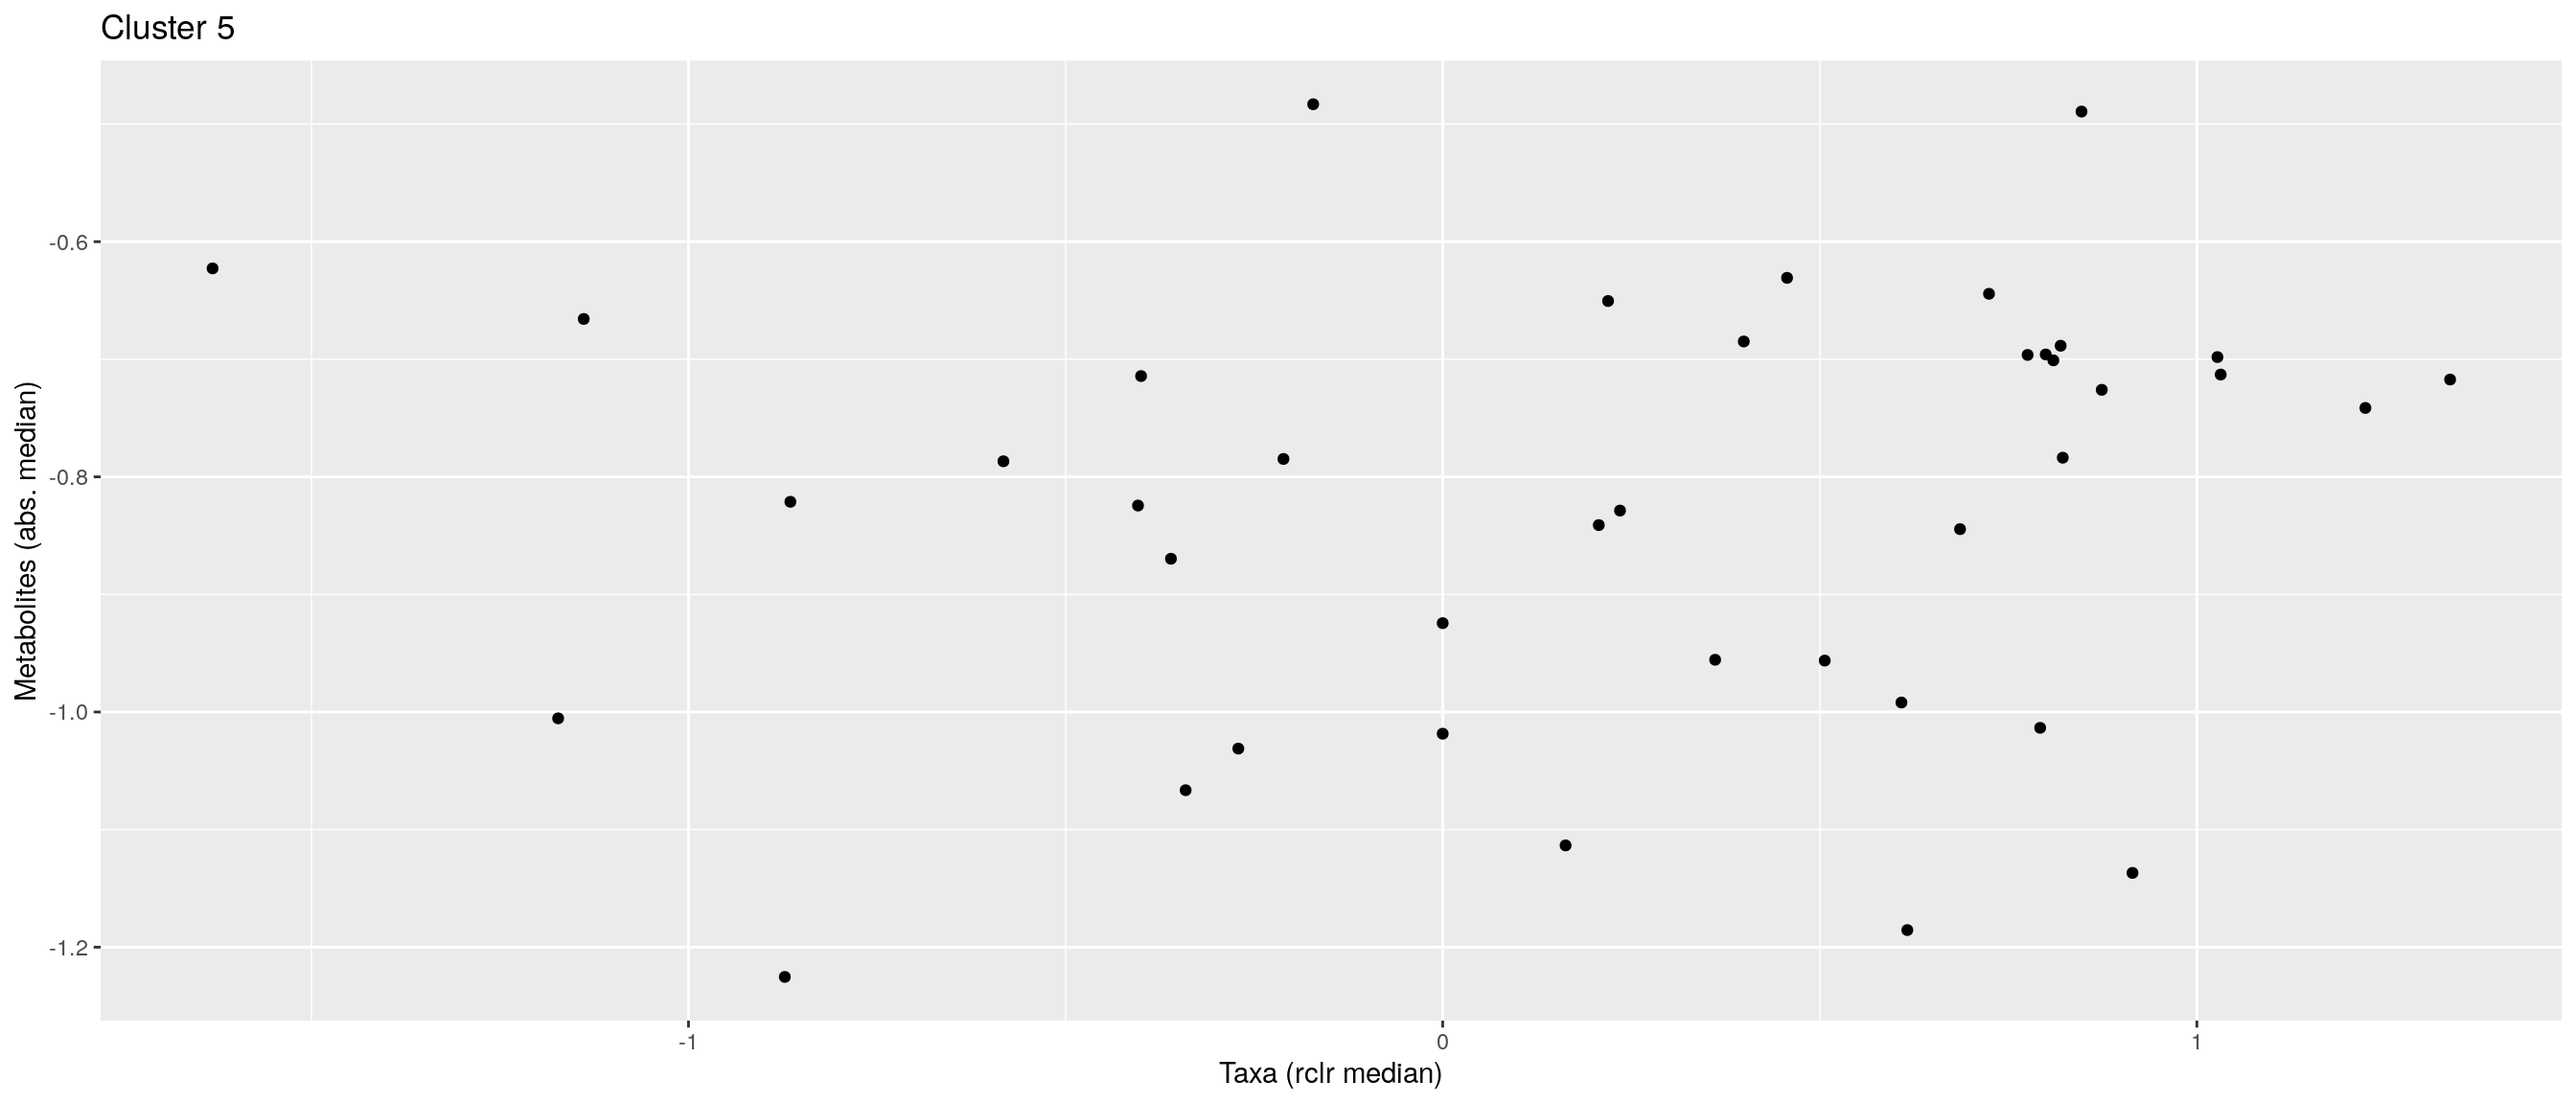 Cluster 5
Metabolites (abs. median)
-0.6
-0.8
-1.0
-1.2
-1
0
1
Taxa (rclr median)